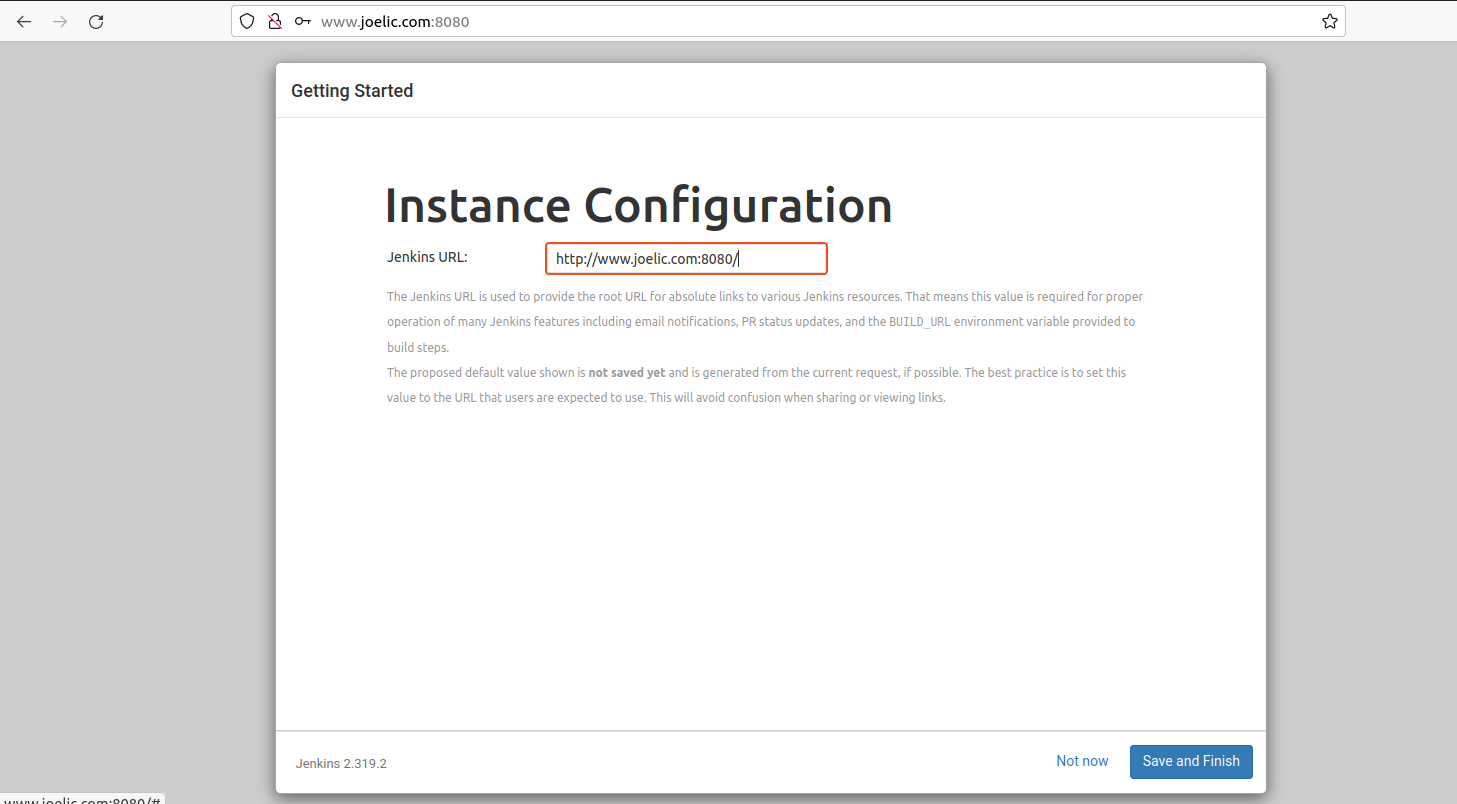 www.joelic.com:8080
Getting Started
Instance Configuration
Jenkins URL:
http://www.joelic.com:8080/
The Jenkins URL is used to provide the root URL for absolute links to various Jenkins resources. That means this value is required for proper
operation of many Jenkins features including email notifications, PR status updates, and the BUILD_URL environment variable provided to
build steps.
The proposed default value shown is not saved yet and is generated from the current request, if possible. The best practice is to set this
value to the URL that users are expected to use. This will avoid confusion when sharing or viewing links.
Jenkins 2.319.2
Not now
Save and Finish
www.joelic.com:8080/#